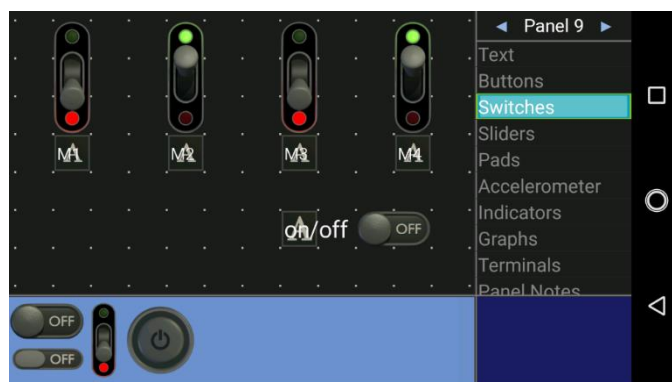 ◄ Panel 9 ►
Text
Buttons
Switches
Sliders
Pads
Accelerometer
Indicators
Graphs
Terminals
Panel Notes
M1
M2
M3
M4
on/off
OFF
OFF
OFF